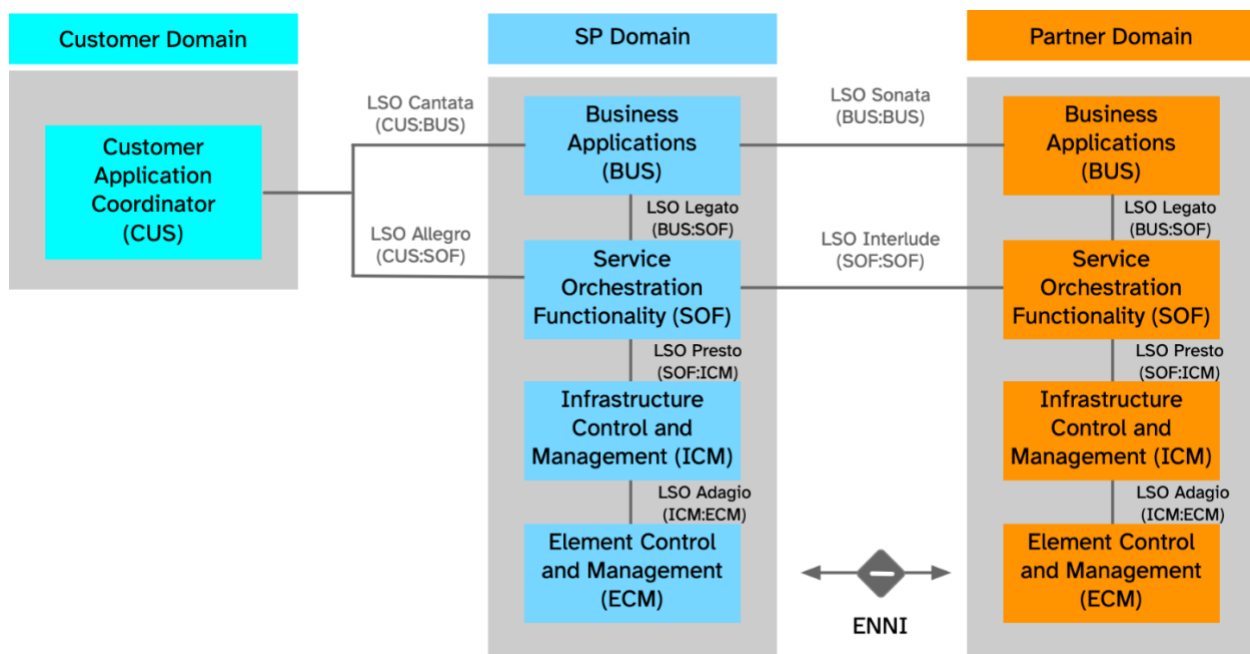 Customer Domain
SP Domain
Partner Domain
Customer
Application
Coordinator
(CUS)
LSO Cantata
(CUS:BUS)
LSO Allegro
(CUS:SOF)
Business
Applications
(BUS)
LSO Legato
(BUS:SOF)
Service
Orchestration
Functionality (SOF)
LSO Presto
(SOF:ICM)
Infrastructure
Control and
Management (ICM)
LSO Adagio
(ICM:ECM)
Element Control
and Management
(ECM)
LSO Sonata
(BUS:BUS)
LSO Interlude
(SOF:SOF)
ENNI
Business
Applications
(BUS)
LSO Legato
(BUS:SOF)
Service
Orchestration
Functionality (SOF)
LSO Presto
(SOF:ICM)
Infrastructure
Control and
Management (ICM)
LSO Adagio
(ICM:ECM)
Element Control
and Management
(ECM)